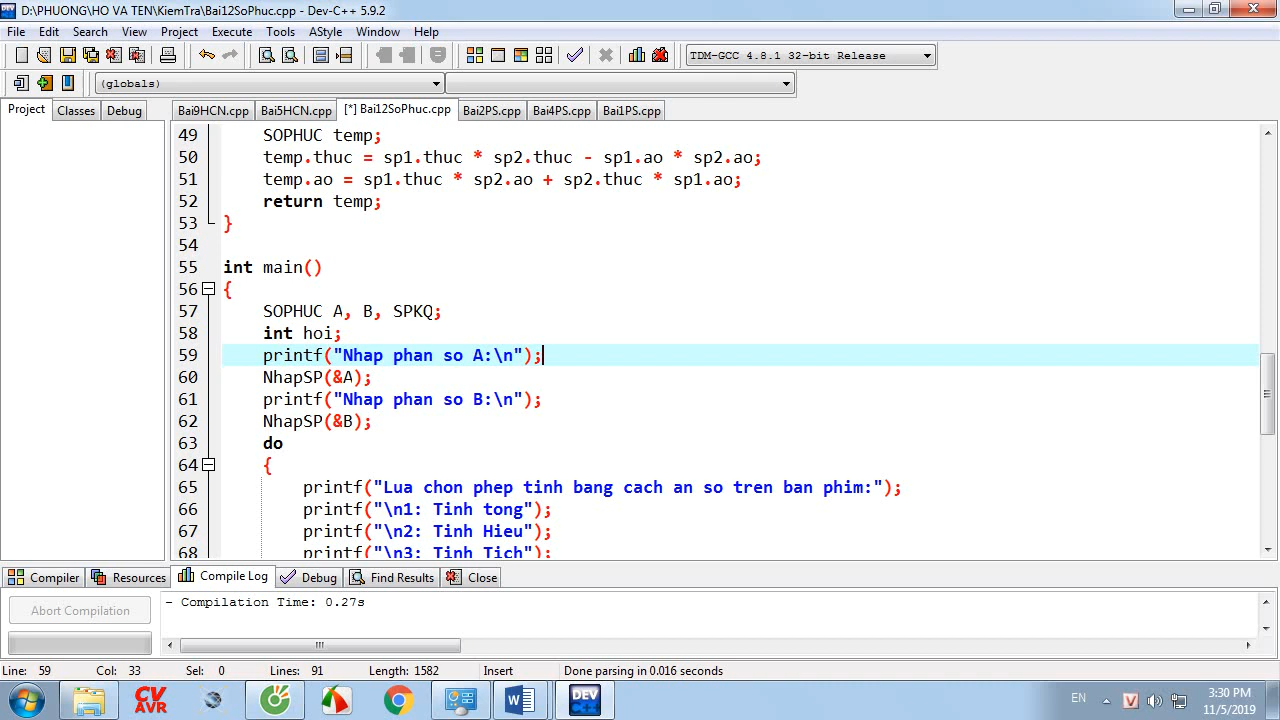 D:\PHUONG\HO VA TEN\KiemTra\Bai12SoPhuc.cpp - Dev-C++ 5.9.2
File Edit Search View Project Execute Tools AStyle Window Help
TDM-GCC 4.8.1 32-bit Release
(globals)
Project Classes Debug Bai9HCN.cpp Bai5HCN.cpp [*] Bai12SoPhuc.cpp Bai2PS.cpp Bai4PS.cpp Bai1PS.cpp
49 SOPHUC temp;
50 temp.thuc = sp1.thuc * sp2.thuc - sp1.ao * sp2.ao;
51 temp.ao = sp1.thuc * sp2.ao + sp2.thuc * sp1.ao;
52 return temp;
53 }
54
55 int main()
56 {
57 SOPHUC A, B, SPKQ;
58 int hoi;
59 printf("Nhap phan so A:\n");
60 NhapSP(&A);
61 printf("Nhap phan so B:\n");
62 NhapSP(&B);
63 do
64 {
65 printf("Lua chon phep tinh bang cach an so tren ban phim:");
66 printf("\n1: Tinh tong");
67 printf("\n2: Tinh Hieu");
68 printf("\n3: Tinh Tich");
Compiler Resources Compile Log Debug Find Results Close
Abort Compilation
- Compilation Time: 0.27s
Line: 59 Col: 33 Sel: 0 Lines: 91 Length: 1582 Insert Done parsing in 0.016 seconds
CV
AVR
W
DEV
C++
EN
V
3:30 PM
11/5/2019